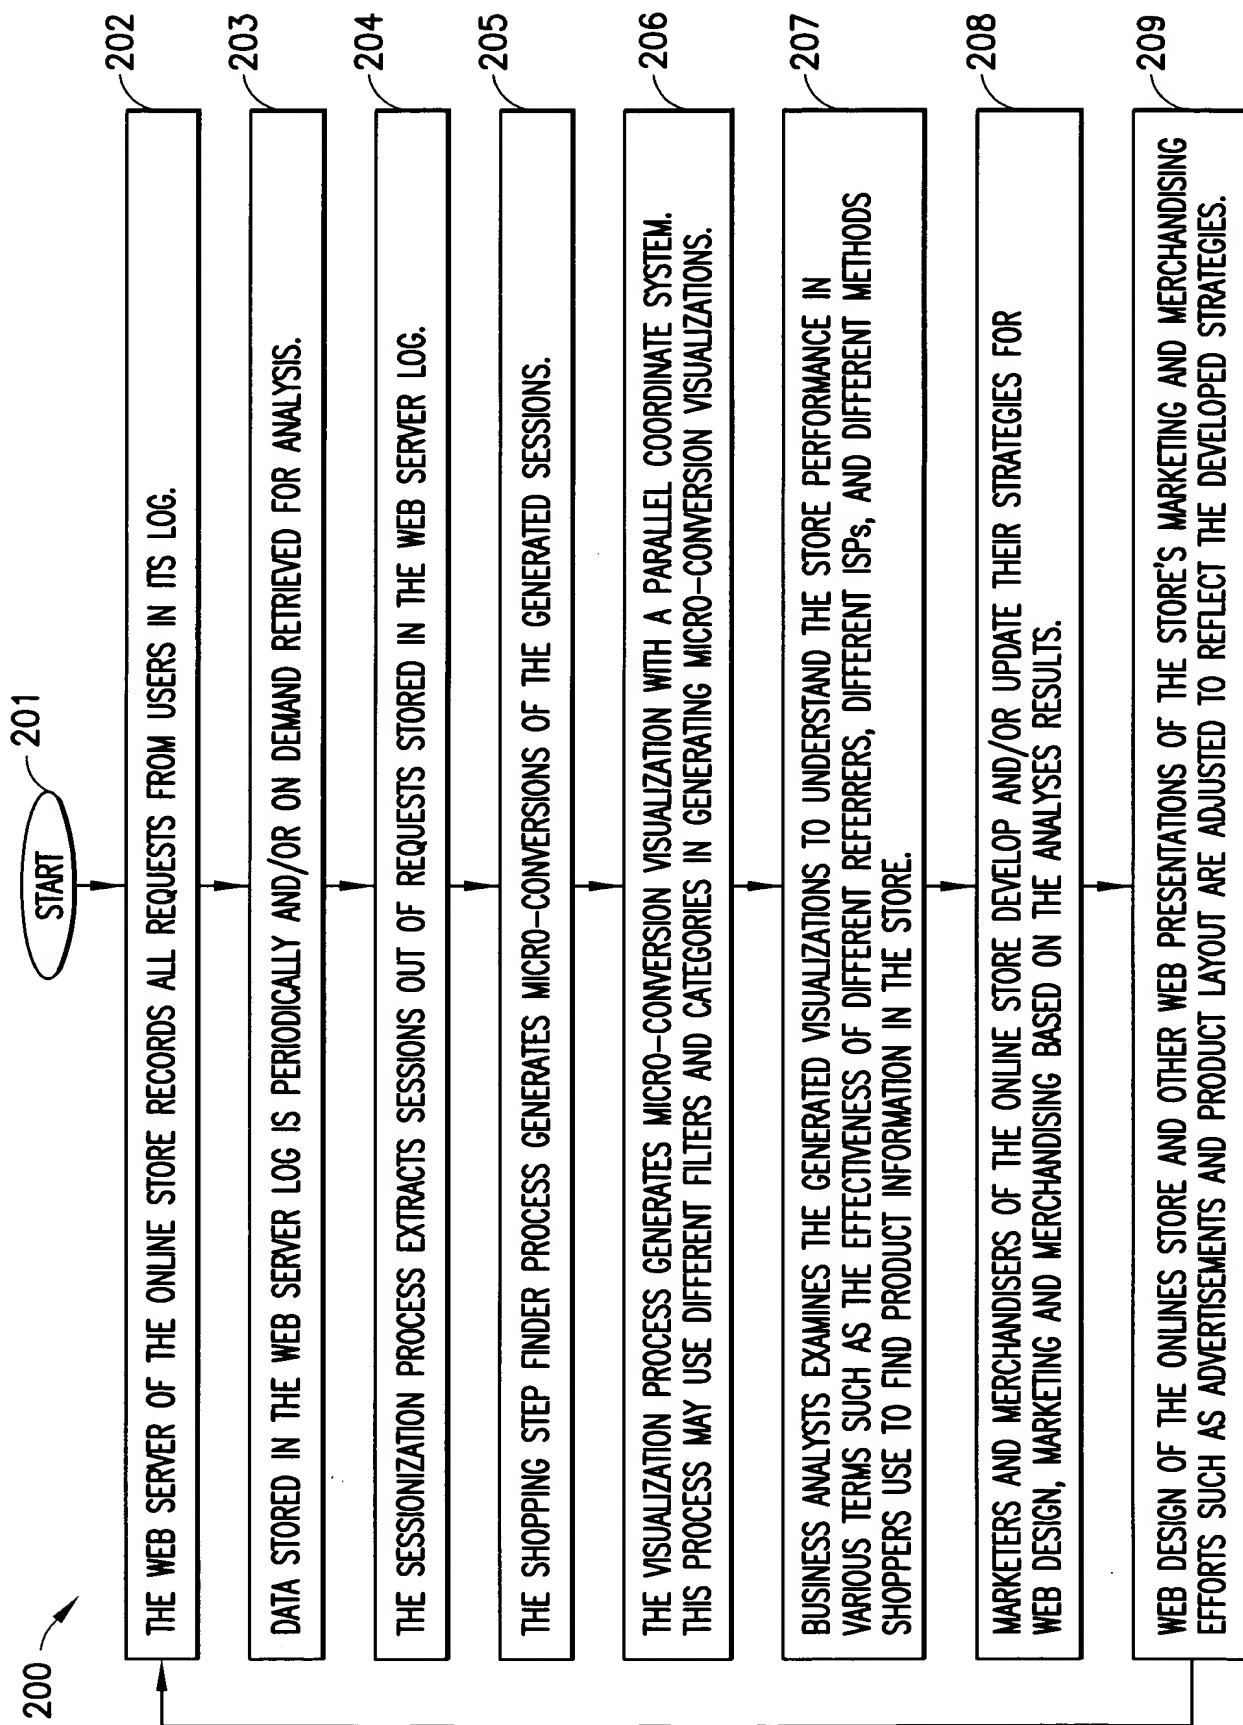 200
START
201
THE WEB SERVER OF THE ONLINE STORE RECORDS ALL REQUESTS FROM USERS IN ITS LOG.
202
DATA STORED IN THE WEB SERVER LOG IS PERIODICALLY AND/OR ON DEMAND RETRIEVED FOR ANALYSIS.
203
THE SESSIONIZATION PROCESS EXTRACTS SESSIONS OUT OF REQUESTS STORED IN THE WEB SERVER LOG.
204
THE SHOPPING STEP FINDER PROCESS GENERATES MICRO-CONVERSIONS OF THE GENERATED SESSIONS.
205
THE VISUALIZATION PROCESS GENERATES MICRO-CONVERSION VISUALIZATION WITH A PARALLEL COORDINATE SYSTEM.
THIS PROCESS MAY USE DIFFERENT FILTERS AND CATEGORIES IN GENERATING MICRO-CONVERSION VISUALIZATIONS.
206
BUSINESS ANALYSTS EXAMINES THE GENERATED VISUALIZATIONS TO UNDERSTAND THE STORE PERFORMANCE IN
VARIOUS TERMS SUCH AS THE EFFECTIVENESS OF DIFFERENT REFERRERS, DIFFERENT ISPs, AND DIFFERENT METHODS
SHOPPERS USE TO FIND PRODUCT INFORMATION IN THE STORE.
207
MARKETERS AND MERCHANDISERS OF THE ONLINE STORE DEVELOP AND/OR UPDATE THEIR STRATEGIES FOR
WEB DESIGN, MARKETING AND MERCHANDISING BASED ON THE ANALYSES RESULTS.
208
WEB DESIGN OF THE ONLINES STORE AND OTHER WEB PRESENTATIONS OF THE STORE'S MARKETING AND MERCHANDISING
EFFORTS SUCH AS ADVERTISEMENTS AND PRODUCT LAYOUT ARE ADJUSTED TO REFLECT THE DEVELOPED STRATEGIES.
209